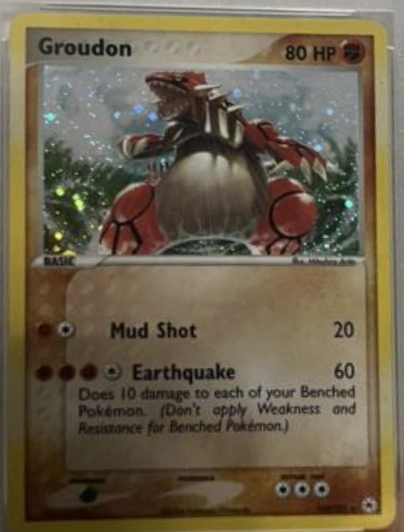 Groudon 80 HP
BASIC
Mud Shot 20
Earthquake 60
Does 10 damage to each of your Benched
Pokémon. (Don't apply Weakness and
Resistance for Benched Pokémon.)